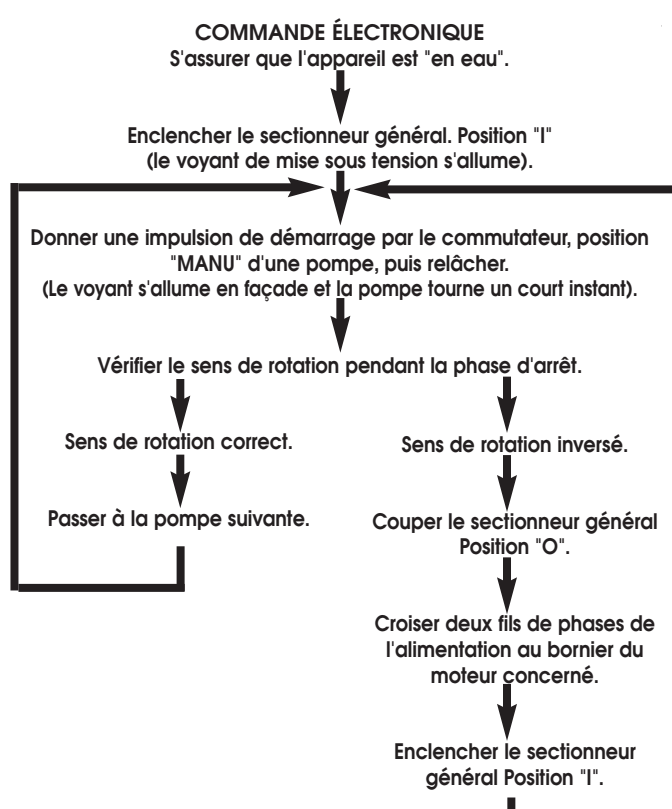 COMMANDE ÉLECTRONIQUE
S'assurer que l'appareil est "en eau".
Enclencher le sectionneur général. Position "I"
(le voyant de mise sous tension s'allume).
Donner une impulsion de démarrage par le commutateur, position
"MANU" d'une pompe, puis relâcher.
(Le voyant s'allume en façade et la pompe tourne un court instant).
Vérifier le sens de rotation pendant la phase d'arrêt.
Sens de rotation correct.
Passer à la pompe suivante.
Sens de rotation inversé.
Couper le sectionneur général
Position "O".
Croiser deux fils de phases de
l'alimentation au bornier du
moteur concerné.
Enclencher le sectionneur
général Position "I".